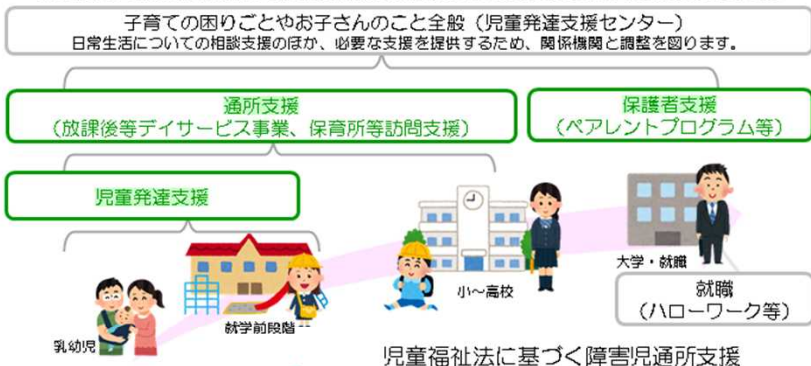 子育ての困りごとやお子さんのこと全般（児童発達支援センター）
日常生活についての相談支援のほか、必要な支援を提供するため、関係機関と調整を図ります。
通所支援
（放課後等デイサービス事業、保育所等訪問支援）
保護者支援
（ペアレントプログラム等）
児童発達支援
大学・就職
小～高校
就職
（ハローワーク等）
就学前段階
乳幼児
児童福祉法に基づく障害児通所支援